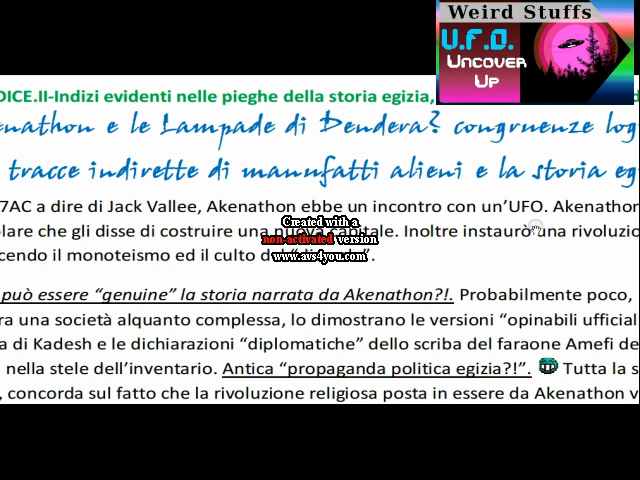 Weird Stuffs
U.F.O.
Uncover
Up
DICE.II-Indizi evidenti nelle pieghe della storia egizia,
enathon e le Lampade di Dendera? congruenze log
tracce indirette di manufatti alieni e la storia eg
7AC a dire di Jack Vallee, Akenathon ebbe un incontro con un'UFO. Akenathon
olare che gli disse di costruire una nuova capitale. Inoltre instaurò una rivoluzio
cendo il monoteismo ed il culto del
Created with a
non-activated version
www.avs4you.com
può essere "genuine" la storia narrata da Akenathon?!. Probabilmente poco,
ra una società alquanto complessa, lo dimostrano le versioni "opinabili ufficial
a di Kadesh e le dichiarazioni "diplomatiche" dello scriba del faraone Amefi de
nella stele dell'inventario. Antica "propaganda politica egizia?!". Tutta la s
, concorda sul fatto che la rivoluzione religiosa posta in essere da Akenathon v